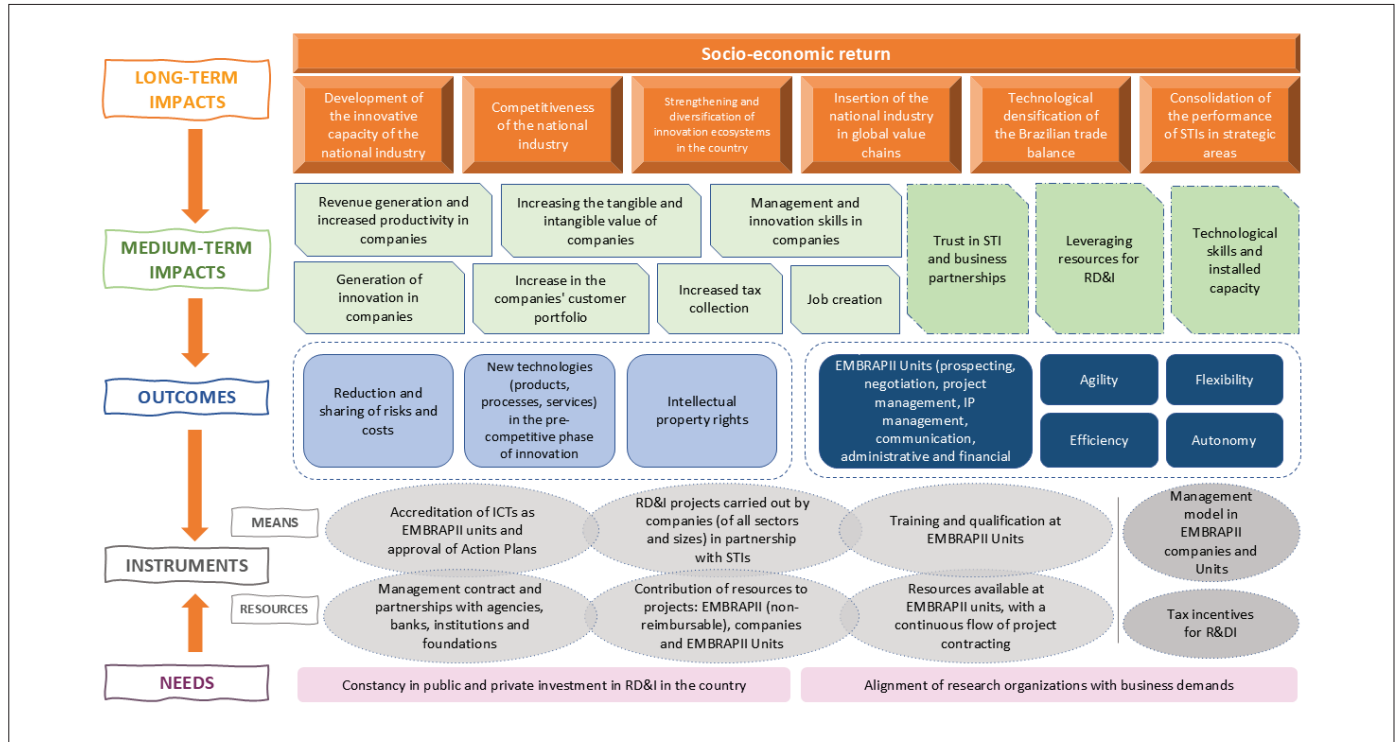 Socio-economic return
LONG-TERM
IMPACTS
Development of
the innovative
capacity of the
national industry
Competitiveness
of the national
industry
Strengthening and
diversification of
innovation ecosystems
in the country
Insertion of the
national industry
in global value
chains
Technological
densification of
the Brazilian trade
balance
Consolidation of
the performance
of STIs in strategic
areas
MEDIUM-TERM
IMPACTS
Revenue generation and
increased productivity in
companies
Increasing the tangible and
intangible value of
companies
Management and
innovation skills in
companies
Generation of
innovation in
companies
Increase in the
companies' customer
portfolio
Increased tax
collection
Job creation
Trust in STI
and business
partnerships
Leveraging
resources for
RD&I
Technological
skills and
installed
capacity
OUTCOMES
Reduction and
sharing of risks and
costs
New technologies
(products,
processes, services)
in the pre-
competitive phase
of innovation
Intellectual
property rights
EMBRAPII Units (prospecting,
negotiation, project
management, IP
management,
communication,
administrative and financial
Agility
Flexibility
Efficiency
Autonomy
INSTRUMENTS
MEANS
Accreditation of ICTs as
EMBRAPII units and
approval of Action Plans
RD&I projects carried out by
companies (of all sectors
and sizes) in partnership
with STIs
Training and qualification at
EMBRAPII Units
Management
model in
EMBRAPII
companies and
Units
RESOURCES
Management contract and
partnerships with agencies,
banks, institutions and
foundations
Contribution of resources to
projects: EMBRAPII (non-
reimbursable), companies
and EMBRAPII Units
Resources available at
EMBRAPII units, with a
continuous flow of project
contracting
Tax incentives
for R&DI
NEEDS
Constancy in public and private investment in RD&I in the country
Alignment of research organizations with business demands